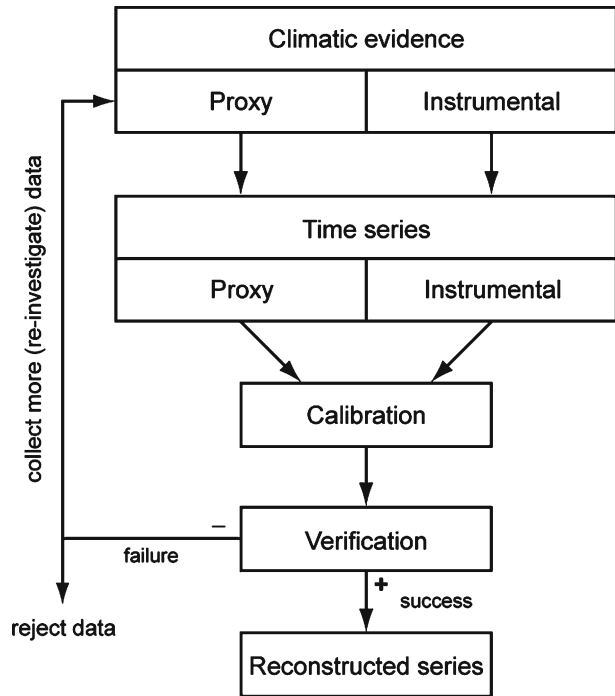 Climatic evidence
Proxy
Instrumental
Time series
Proxy
Instrumental
collect more (re-investigate) data
Calibration
Verification
–
failure
+
success
reject data
Reconstructed series